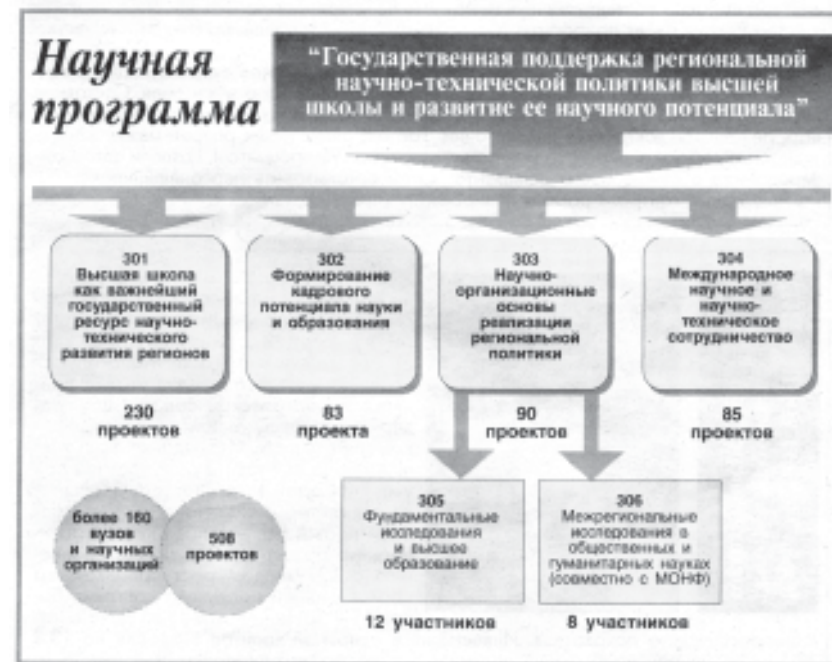 Научная
программа
“Государственная поддержка региональной
научно-технической политики высшей
школы и развитие ее научного потенциала”
301
Высшая школа
как важнейший
государственный
ресурс научно-
технического
развития регионов
230
проектов
302
Формирование
кадрового
потенциала науки
и образования
83
проекта
303
Научно-
организационные
основы
реализации
региональной
политики
90
проектов
304
Международное
научное и
научно-
техническое
сотрудничество
85
проектов
более 160
вузов
и научных
организаций
508
проектов
305
Фундаментальные
исследования
и высшее
образование
12 участников
306
Межрегиональные
исследования в
общественных и
гуманитарных науках
(совместно с МОНФ)
8 участников